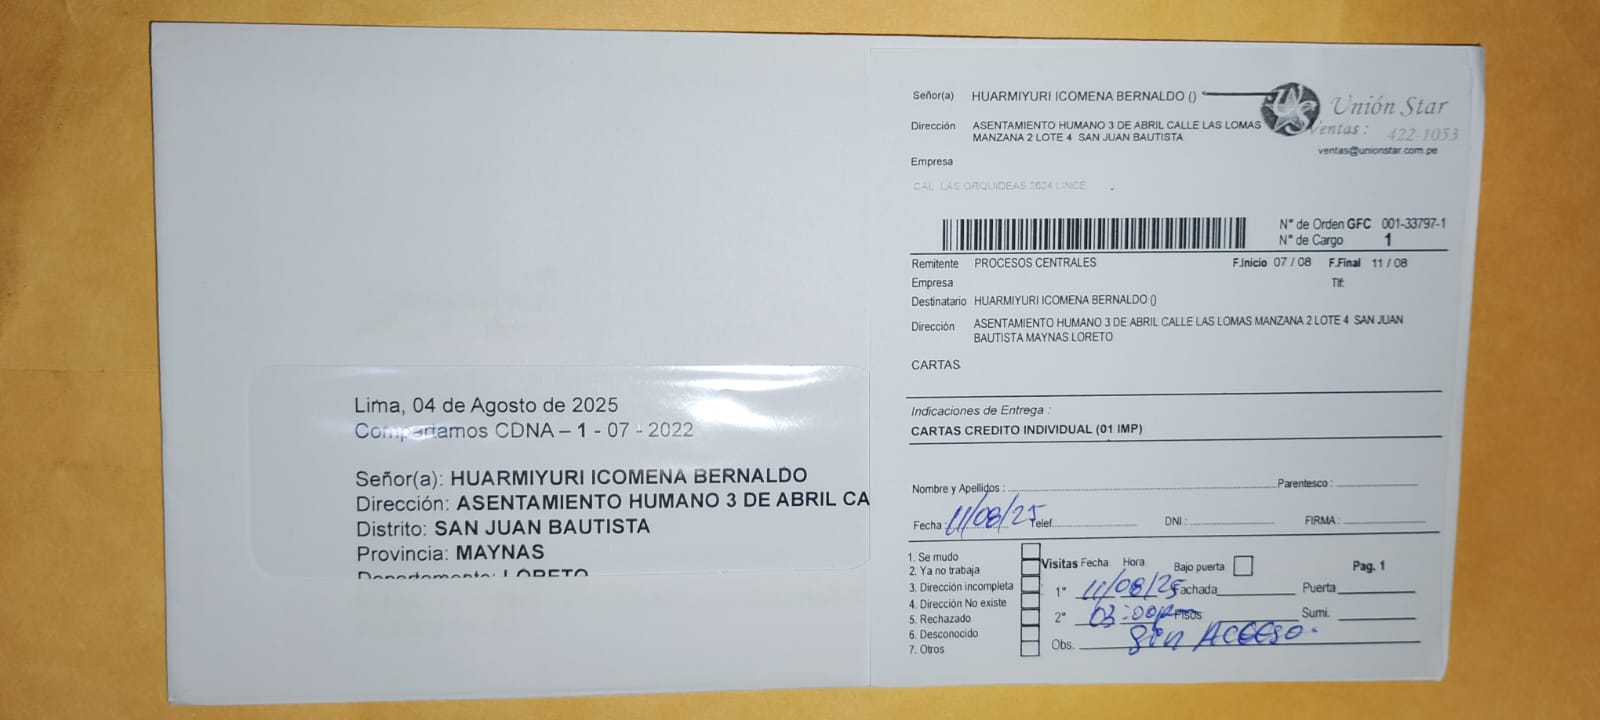 Lima, 04 de Agosto de 2025
Compartamos CDNA – 1 - 07 - 2022
Señor(a): HUARMIYURI ICOMENA BERNALDO
Dirección: ASENTAMIENTO HUMANO 3 DE ABRIL CA
Distrito: SAN JUAN BAUTISTA
Provincia: MAYNAS
Departamento: LORETO
Señor(a) HUARMIYURI ICOMENA BERNALDO ()
Unión Star
Dirección ASENTAMIENTO HUMANO 3 DE ABRIL CALLE LAS LOMAS
MANZANA 2 LOTE 4 SAN JUAN BAUTISTA
Ventas : 422-1053
ventas@unionstar.com.pe
Empresa
CAL LAS ORQUIDEAS 2624 LINCE
N° de Orden GFC 001-33797-1
N° de Cargo 1
Remitente PROCESOS CENTRALES F.Inicio 07 / 08 F.Final 11 / 08
Empresa Tlf:
Destinatario HUARMIYURI ICOMENA BERNALDO ()
Dirección ASENTAMIENTO HUMANO 3 DE ABRIL CALLE LAS LOMAS MANZANA 2 LOTE 4 SAN JUAN
BAUTISTA MAYNAS LORETO
CARTAS
Indicaciones de Entrega :
CARTAS CREDITO INDIVIDUAL (01 IMP)
Nombre y Apellidos : Parentesco :
Fecha : 11/08/25 Telef. DNI : FIRMA :
1. Se mudo
2. Ya no trabaja
3. Dirección incompleta
4. Dirección No existe
5. Rechazado
6. Desconocido
7. Otros
Visitas Fecha Hora Bajo puerta Pag. 1
1° 11/08/25 Fachada Puerta
2° 03:00p Pisos Sumi.
Obs. Sin Acceso.